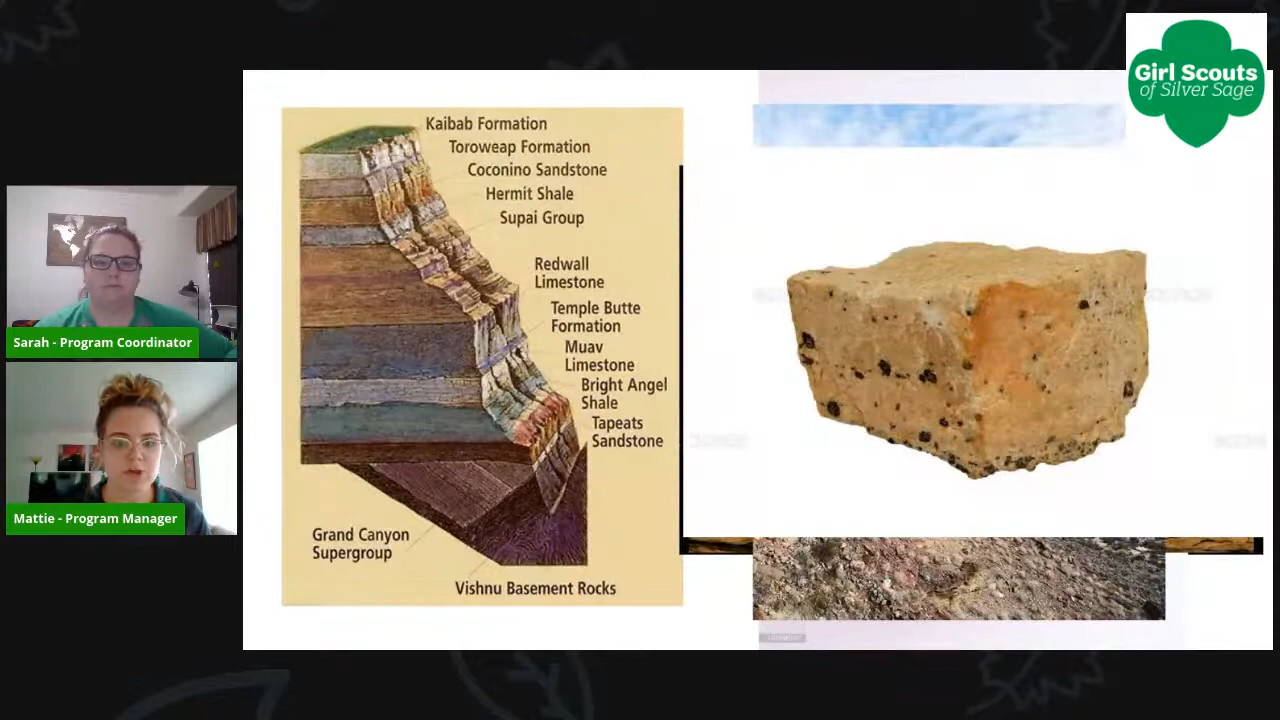 Girl Scouts
of Silver Sage
Kaibab Formation
Toroweap Formation
Coconino Sandstone
Hermit Shale
Supai Group
Redwall
Limestone
Temple Butte
Formation
Muav
Limestone
Bright Angel
Shale
Tapeats
Sandstone
Grand Canyon
Supergroup
Vishnu Basement Rocks
Sarah - Program Coordinator
Mattie - Program Manager